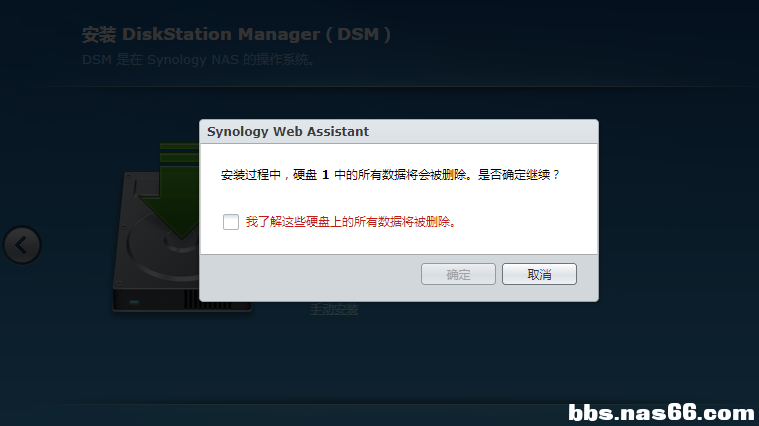 安装 DiskStation Manager ( DSM )
DSM 是在 Synology NAS 的操作系统。
Synology Web Assistant
安装过程中，硬盘 1 中的所有数据将会被删除。是否确定继续？
我了解这些硬盘上的所有数据将被删除。
确定 取消
手动安装
bbs.nas66.com